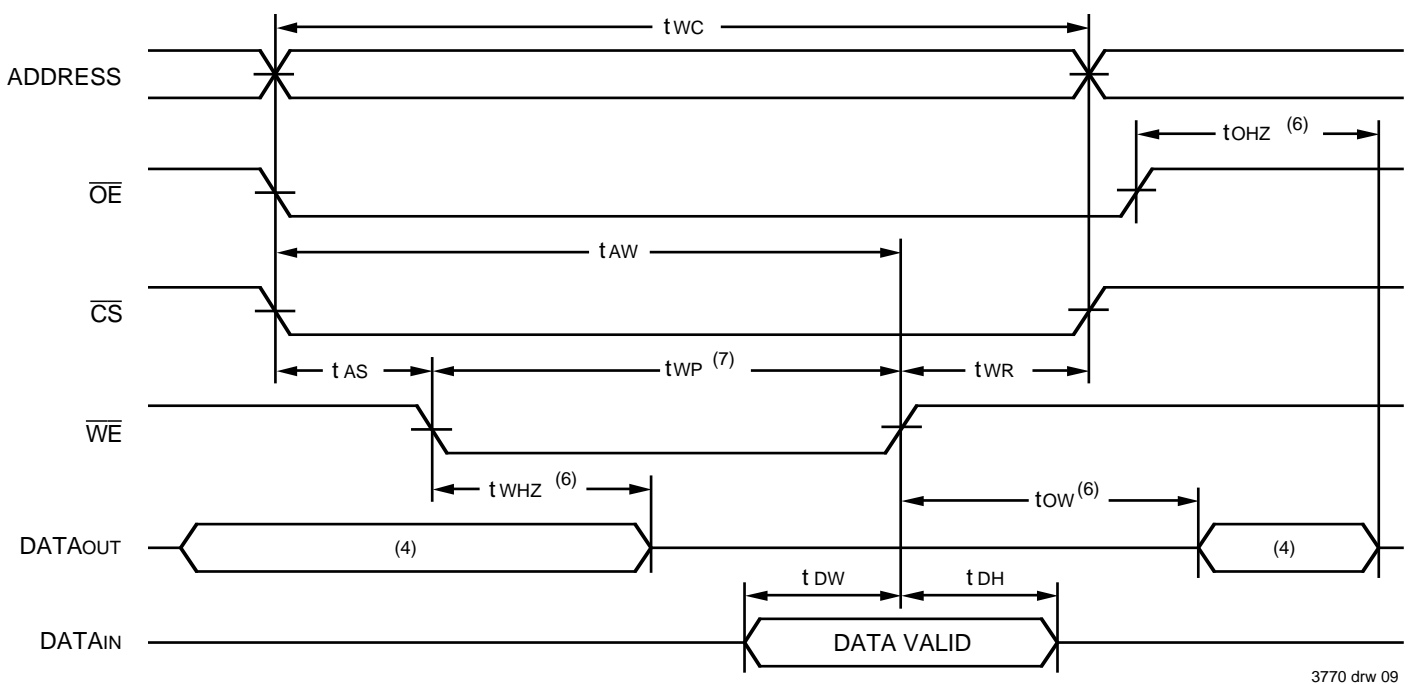 tWC
ADDRESS
tOHZ (6)
OE
tAW
CS
tAS tWP (7) tWR
WE
tWHZ (6)
tOW (6)
DATAOUT (4) (4)
tDW tDH
DATAIN DATA VALID
3770 drw 09